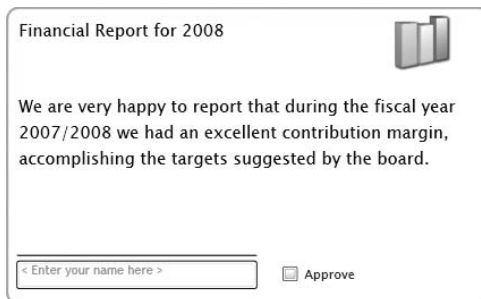 Financial Report for 2008
We are very happy to report that during the fiscal year
2007/2008 we had an excellent contribution margin,
accomplishing the targets suggested by the board.
< Enter your name here >
Approve